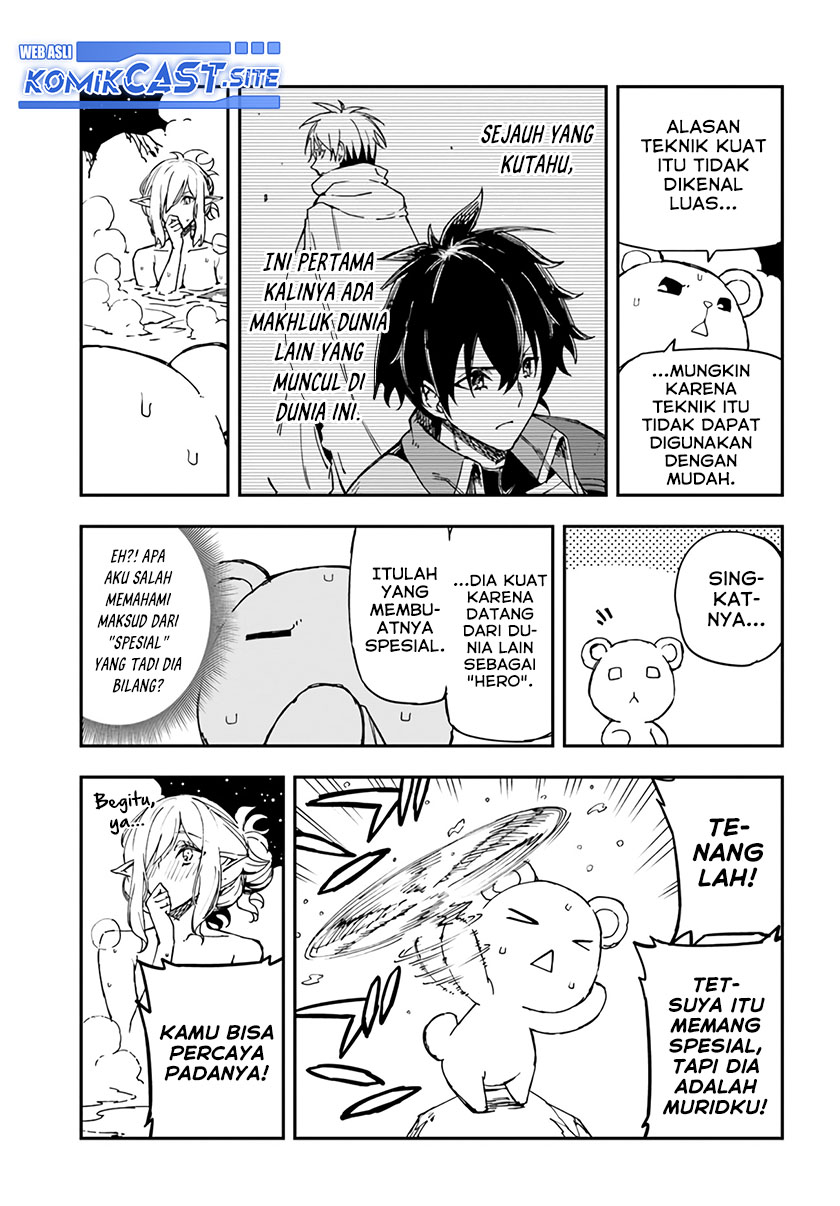 WEB ASLI
KOMIKCAST.SITE
ALASAN
TEKNIK KUAT
ITU TIDAK
DIKENAL
LUAS...
...MUNGKIN
KARENA
TEKNIK ITU
TIDAK DAPAT
DIGUNAKAN
DENGAN
MUDAH.
SEJAUH YANG
KUTAHU,
INI PERTAMA
KALINYA ADA
MAKHLUK DUNIA
LAIN YANG
MUNCUL DI
DUNIA INI.
SING-
KAT-
NYA...
...DIA KUAT
KARENA
DATANG
DARI DU-
NIA LAIN
SEBAGAI
"HERO".
ITULAH
YANG
MEMBU-
ATNYA
SPESIAL.
EH?! APA
AKU SALAH
MEMAHAMI
MAKSUD DARI
"SPESIAL"
YANG TADI DIA
BILANG?
TE-
NANG
LAH!
TET-
SUYA ITU
MEMANG
SPESIAL,
TAPI DIA
ADALAH
MURIDKU!
Begitu,
ya...
KAMU BISA
PERCAYA
PADANYA!